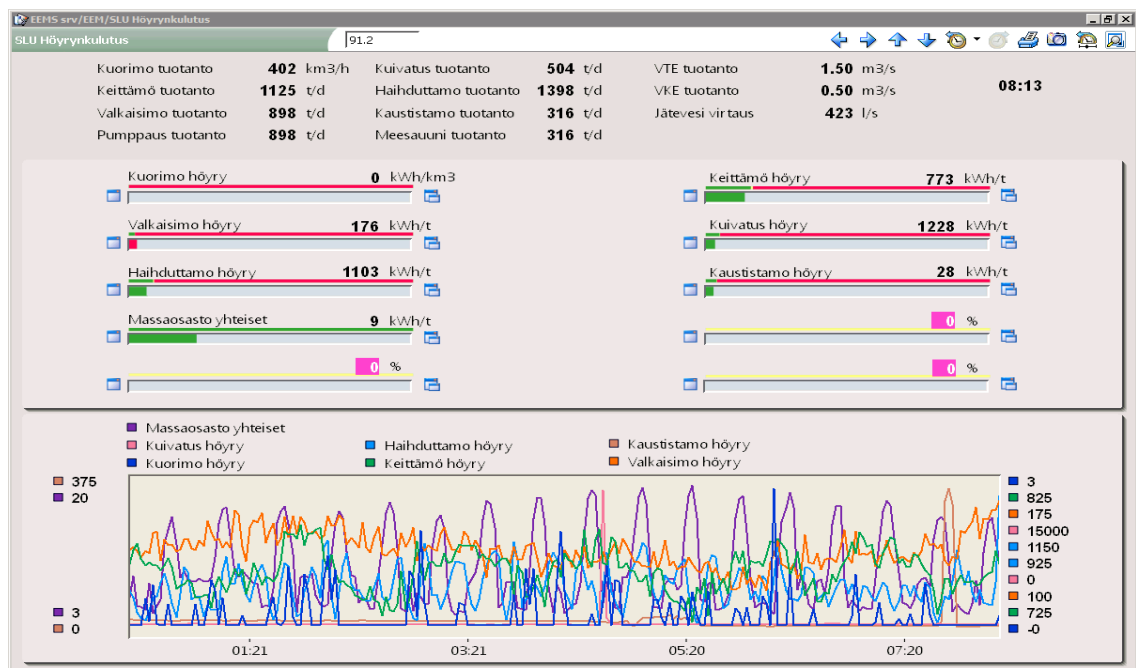 EEMS srv/EEM/SLU Höyrynkulutus
SLU Höyrynkulutus 91.2
Kuorimo tuotanto 402 km3/h Kuivatus tuotanto 504 t/d VTE tuotanto 1.50 m3/s
Keittämö tuotanto 1125 t/d Haihduttamo tuotanto 1398 t/d VKE tuotanto 0.50 m3/s 08:13
Valkaisimo tuotanto 898 t/d Kaustistamo tuotanto 316 t/d Jätevesi virtaus 423 l/s
Pumppaus tuotanto 898 t/d Meesauuni tuotanto 316 t/d
Kuorimo höyry 0 kWh/km3 Keittämö höyry 773 kWh/t
Valkaisimo höyry 176 kWh/t Kuivatus höyry 1228 kWh/t
Haihduttamo höyry 1103 kWh/t Kaustistamo höyry 28 kWh/t
Massaosasto yhteiset 9 kWh/t 0 %
0 % 0 %
Massaosasto yhteiset
Kuivatus höyry Haihduttamo höyry Kaustistamo höyry
Kuorimo höyry Keittämö höyry Valkaisimo höyry
375 3
20 825
175
15000
1150
925
0
100
3 725
0 -0
01:21 03:21 05:20 07:20